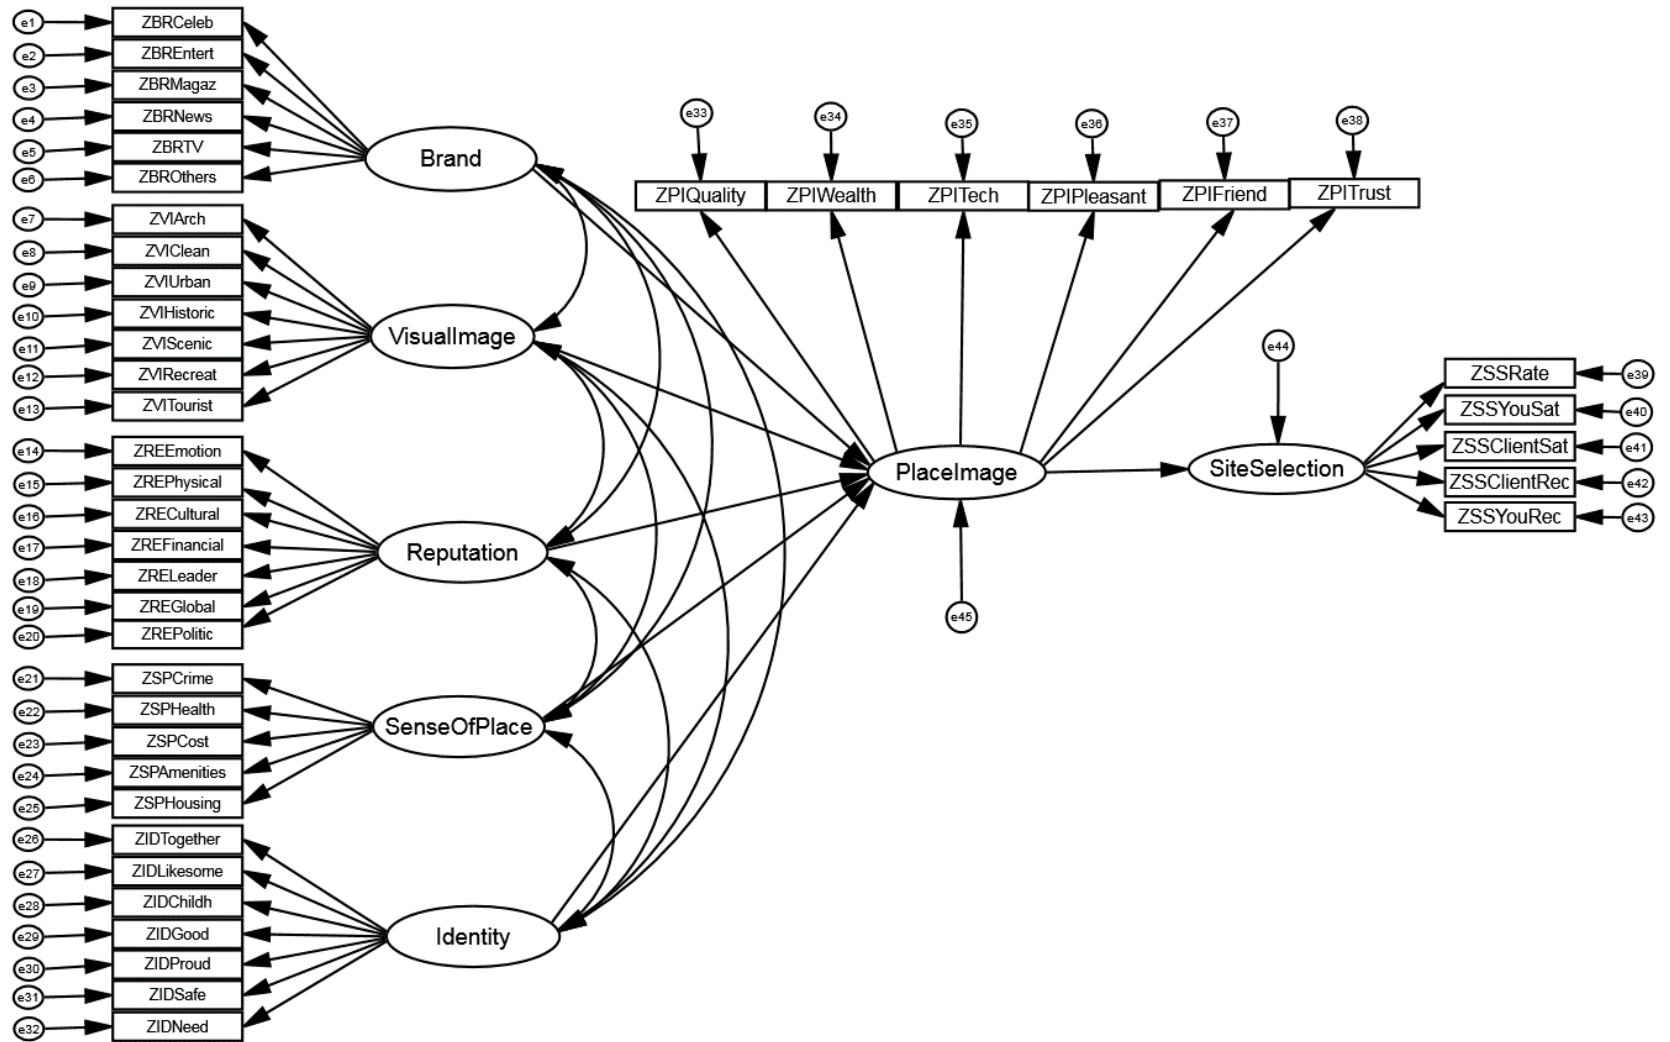 e1 ZBRCeleb
e2 ZBREntert
e3 ZBRMagaz
e4 ZBRNews
e5 ZBRTV
e6 ZBROthers
Brand
e7 ZVIArch
e8 ZVIClean
e9 ZVIUrban
e10 ZVIHistoric
e11 ZVIScenic
e12 ZVIRecreat
e13 ZVITourist
VisualImage
e14 ZREEmotion
e15 ZREPhysical
e16 ZRECultural
e17 ZREFinancial
e18 ZRELeader
e19 ZREGlobal
e20 ZREPolitic
Reputation
e21 ZSPCrime
e22 ZSPHealth
e23 ZSPCost
e24 ZSPAmenities
e25 ZSPHousing
SenseOfPlace
e26 ZIDTogether
e27 ZIDLikesome
e28 ZIDChildh
e29 ZIDGood
e30 ZIDProud
e31 ZIDSafe
e32 ZIDNeed
Identity
e33 e34 e35 e36 e37 e38
ZPIQuality ZPIWealth ZPITech ZPIPleasant ZPIFriend ZPITrust
PlaceImage
e45
e44
SiteSelection
ZSSRate e39
ZSSYouSat e40
ZSSClientSat e41
ZSSClientRec e42
ZSSYouRec e43